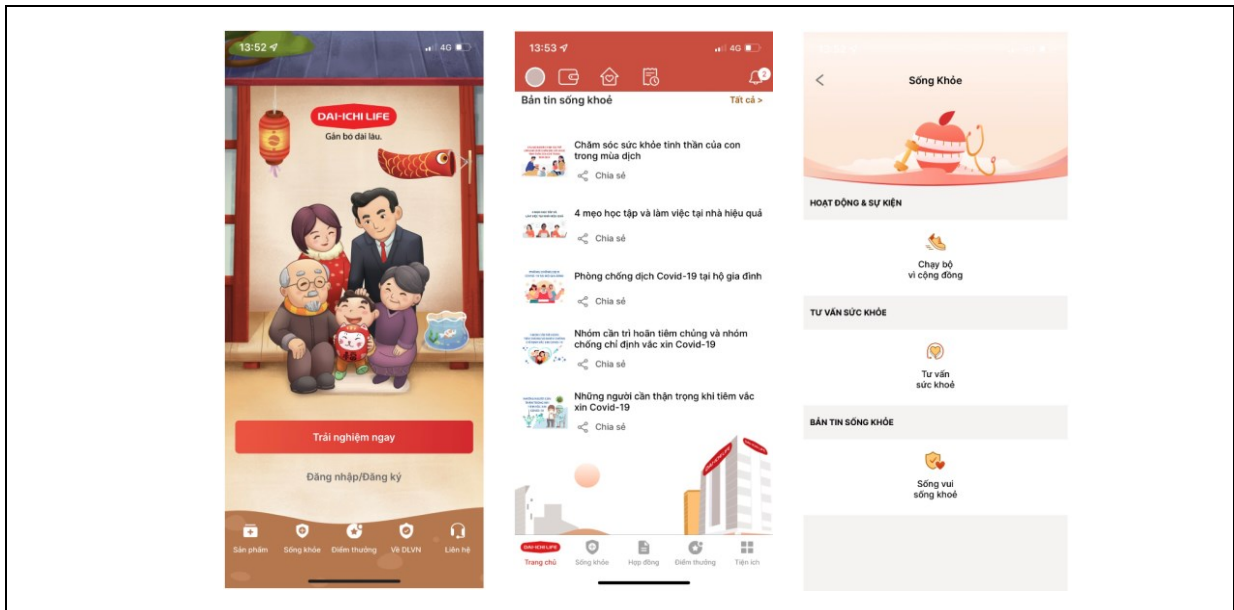 13:52
4G
DAI-ICHI LIFE
Gắn bó dài lâu.
Trải nghiệm ngay
Đăng nhập/Đăng ký
Sản phẩm
Sống khỏe
Điểm thưởng
Về DLVN
Liên hệ
13:53
4G
2
Bản tin sống khoẻ
Tất cả >
Chăm sóc sức khỏe tinh thần của con
trong mùa dịch
Chia sẻ
4 mẹo học tập và làm việc tại nhà hiệu quả
Chia sẻ
Phòng chống dịch Covid-19 tại hộ gia đình
Chia sẻ
Nhóm cần trì hoãn tiêm chủng và nhóm
chống chỉ định vắc xin Covid-19
Chia sẻ
Những người cần thận trọng khi tiêm vắc
xin Covid-19
Chia sẻ
DAI-ICHI LIFE
DAI-ICHI LIFE
Trang chủ
Sống khỏe
Hợp đồng
Điểm thưởng
Tiện ích
Sống Khỏe
HOẠT ĐỘNG & SỰ KIỆN
Chạy bộ
vì cộng đồng
TƯ VẤN SỨC KHỎE
Tư vấn
sức khoẻ
BẢN TIN SỐNG KHỎE
Sống vui
sống khoẻ